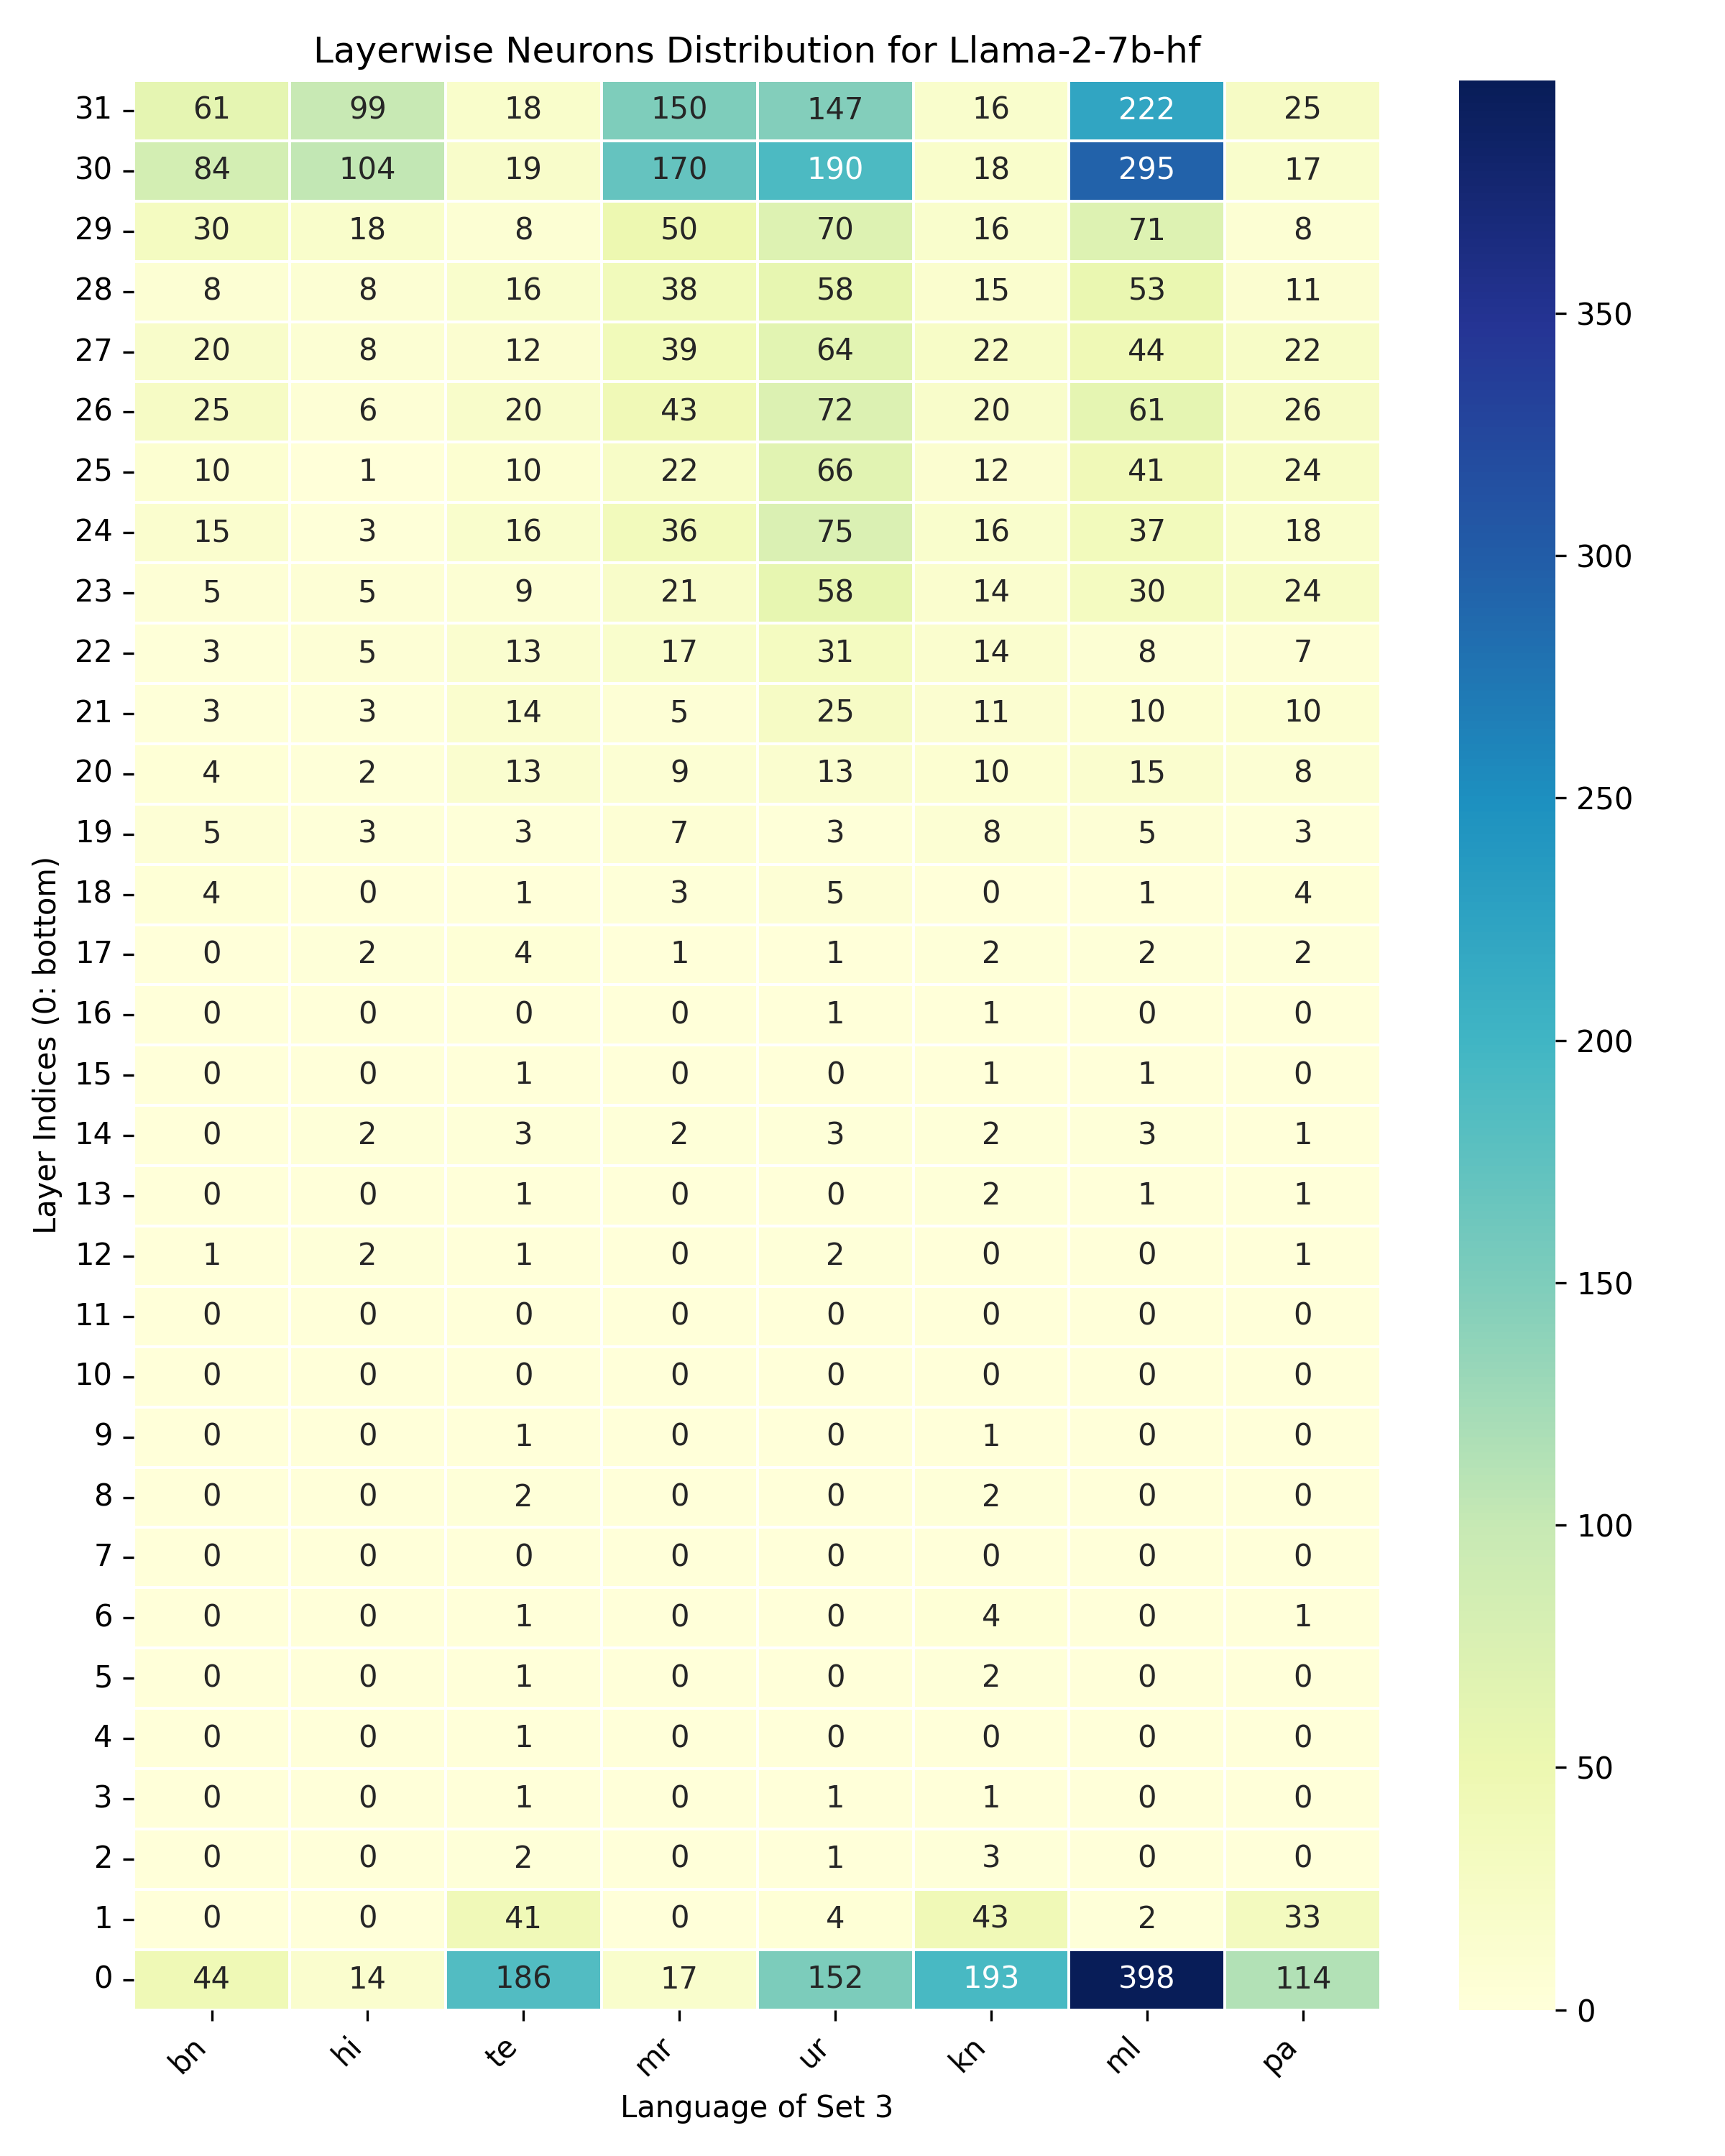 Layerwise Neurons Distribution for Llama-2-7b-hf
31 61 99 18 150 147 16 222 25
30 84 104 19 170 190 18 295 17
29 30 18 8 50 70 16 71 8
28 8 8 16 38 58 15 53 11
27 20 8 12 39 64 22 44 22
26 25 6 20 43 72 20 61 26
25 10 1 10 22 66 12 41 24
24 15 3 16 36 75 16 37 18
23 5 5 9 21 58 14 30 24
22 3 5 13 17 31 14 8 7
21 3 3 14 5 25 11 10 10
20 4 2 13 9 13 10 15 8
19 5 3 3 7 3 8 5 3
18 4 0 1 3 5 0 1 4
17 0 2 4 1 1 2 2 2
16 0 0 0 0 1 1 0 0
15 0 0 1 0 0 1 1 0
14 0 2 3 2 3 2 3 1
13 0 0 1 0 0 2 1 1
12 1 2 1 0 2 0 0 1
11 0 0 0 0 0 0 0 0
10 0 0 0 0 0 0 0 0
9 0 0 1 0 0 1 0 0
8 0 0 2 0 0 2 0 0
7 0 0 0 0 0 0 0 0
6 0 0 1 0 0 4 0 1
5 0 0 1 0 0 2 0 0
4 0 0 1 0 0 0 0 0
3 0 0 1 0 1 1 0 0
2 0 0 2 0 1 3 0 0
1 0 0 41 0 4 43 2 33
0 44 14 186 17 152 193 398 114
bn hi te mr ur kn ml pa
Language of Set 3
Layer Indices (0: bottom)
350
300
250
200
150
100
50
0